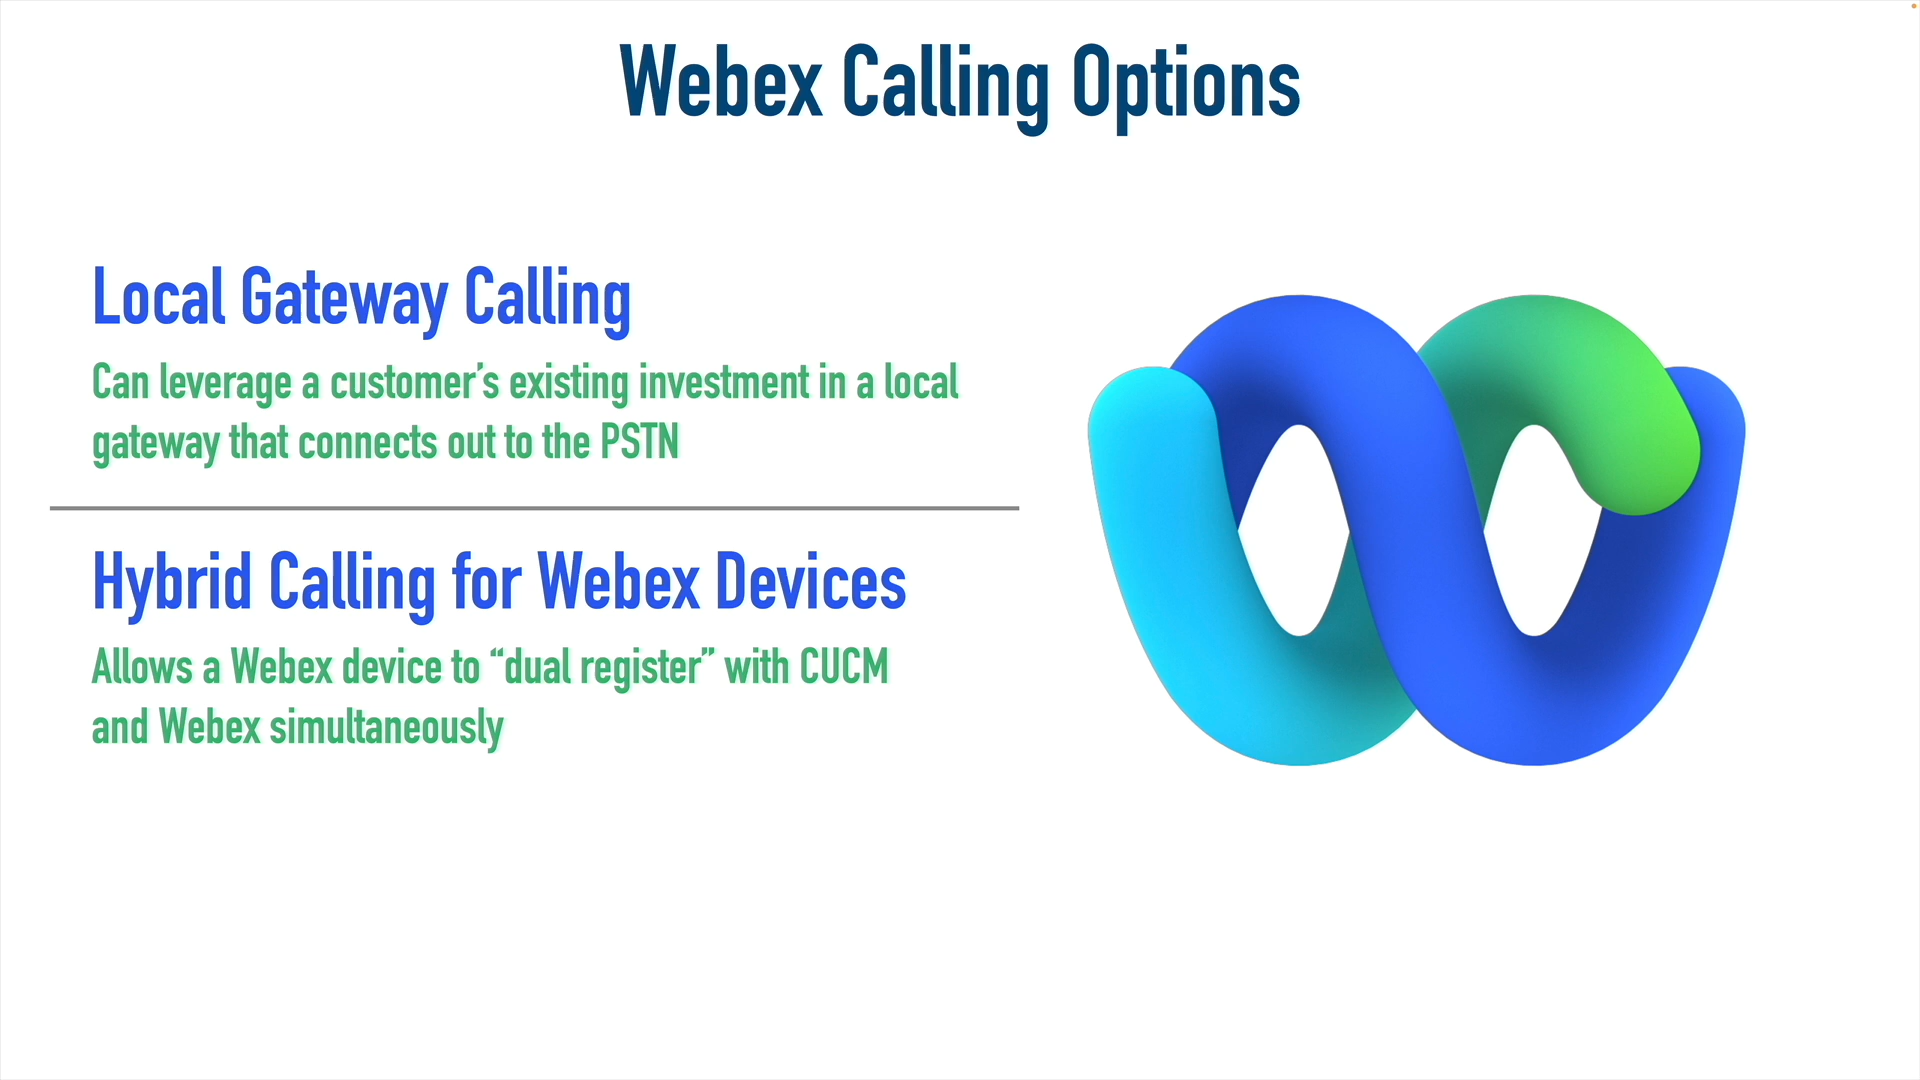 Webex Calling Options
Local Gateway Calling
Can leverage a customer’s existing investment in a local
gateway that connects out to the PSTN
Hybrid Calling for Webex Devices
Allows a Webex device to “dual register” with CUCM
and Webex simultaneously